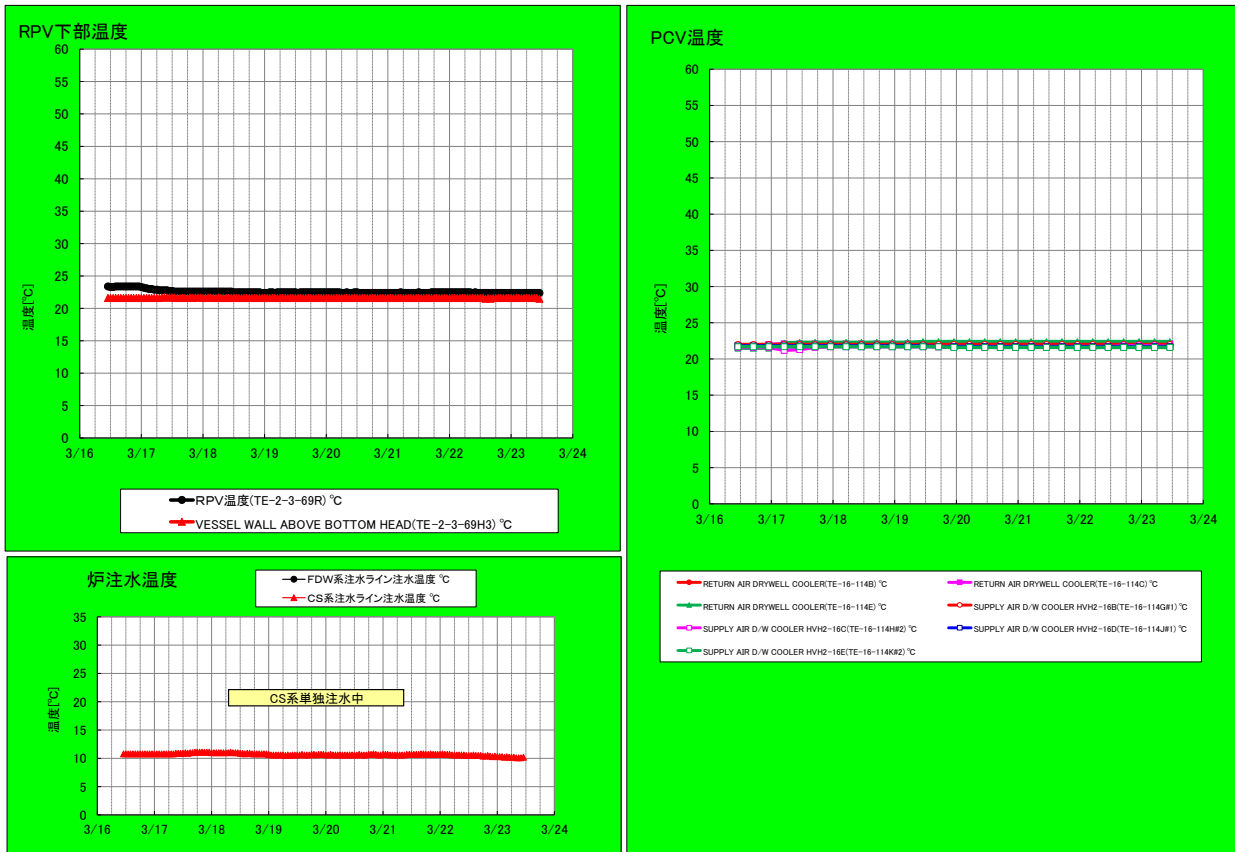 RPV下部温度
60
55
50
45
40
35
30
25
20
15
10
5
0
温度[℃]
3/16 3/17 3/18 3/19 3/20 3/21 3/22 3/23 3/24
RPV温度(TE-2-3-69R) ℃
VESSEL WALL ABOVE BOTTOM HEAD(TE-2-3-69H3) ℃
炉注水温度
FDW系注水ライン注水温度 ℃
CS系注水ライン注水温度 ℃
35
30
25
20
15
10
5
0
温度[℃]
CS系単独注水中
3/16 3/17 3/18 3/19 3/20 3/21 3/22 3/23 3/24
PCV温度
60
55
50
45
40
35
30
25
20
15
10
5
0
温度[℃]
3/16 3/17 3/18 3/19 3/20 3/21 3/22 3/23 3/24
RETURN AIR DRYWELL COOLER(TE-16-114B) ℃
RETURN AIR DRYWELL COOLER(TE-16-114C) ℃
RETURN AIR DRYWELL COOLER(TE-16-114E) ℃
SUPPLY AIR D/W COOLER HVH2-16B(TE-16-114G#1) ℃
SUPPLY AIR D/W COOLER HVH2-16C(TE-16-114H#2) ℃
SUPPLY AIR D/W COOLER HVH2-16D(TE-16-114J#1) ℃
SUPPLY AIR D/W COOLER HVH2-16E(TE-16-114K#2) ℃